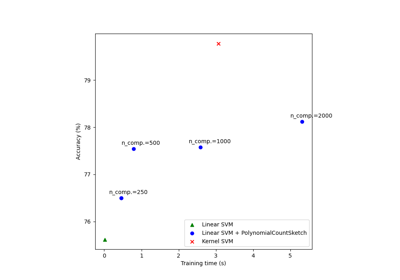 79
78
77
76
Accuracy (%)
n_comp.=2000
n_comp.=500
n_comp.=1000
n_comp.=250
Linear SVM
Linear SVM + PolynomialCountSketch
Kernel SVM
0 1 2 3 4 5
Training time (s)